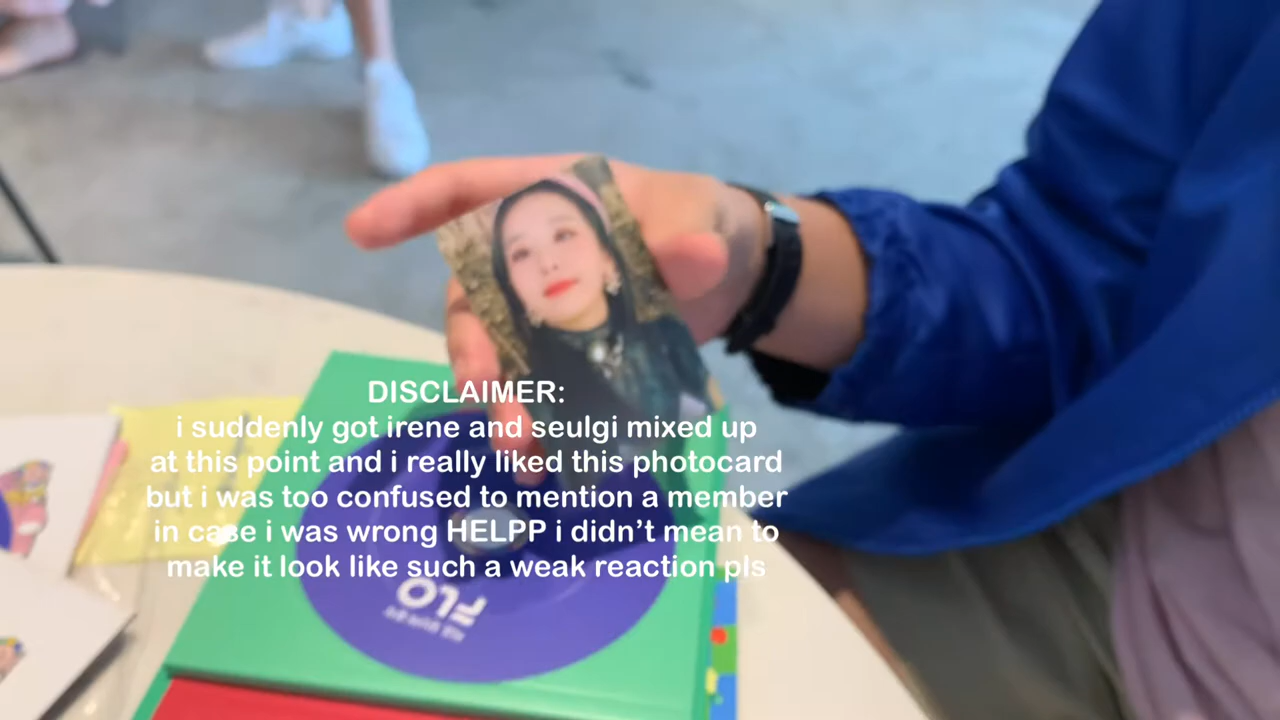 DISCLAIMER:
i suddenly got irene and seulgi mixed up
at this point and i really liked this photocard
but i was too confused to mention a member
in case i was wrong HELPP i didn't mean to
make it look like such a weak reaction pls